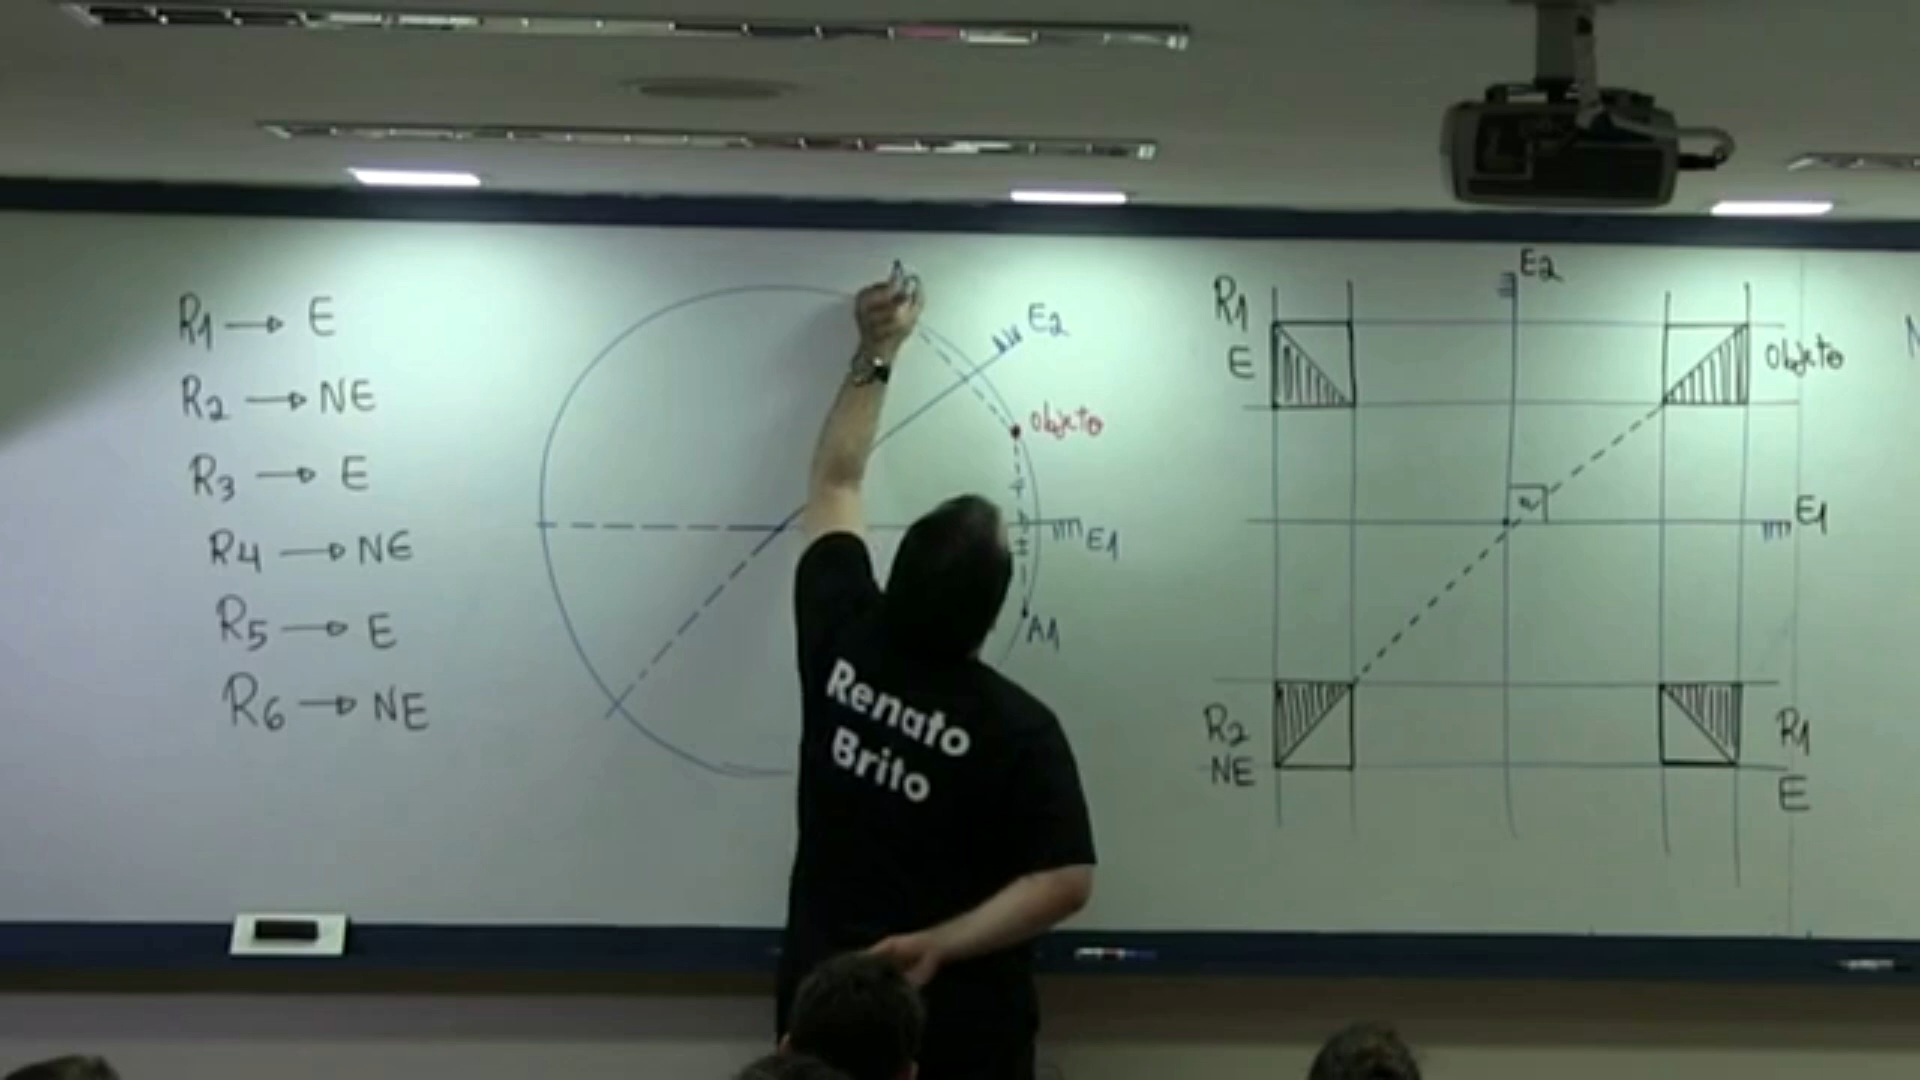 R1 → E
R2 → NE
R3 → E
R4 → NE
R5 → E
R6 → NE
E2
Objeto
E1
A1
Renato
Brito
E2
R1
E
Objeto
E1
R2
NE
R1
E